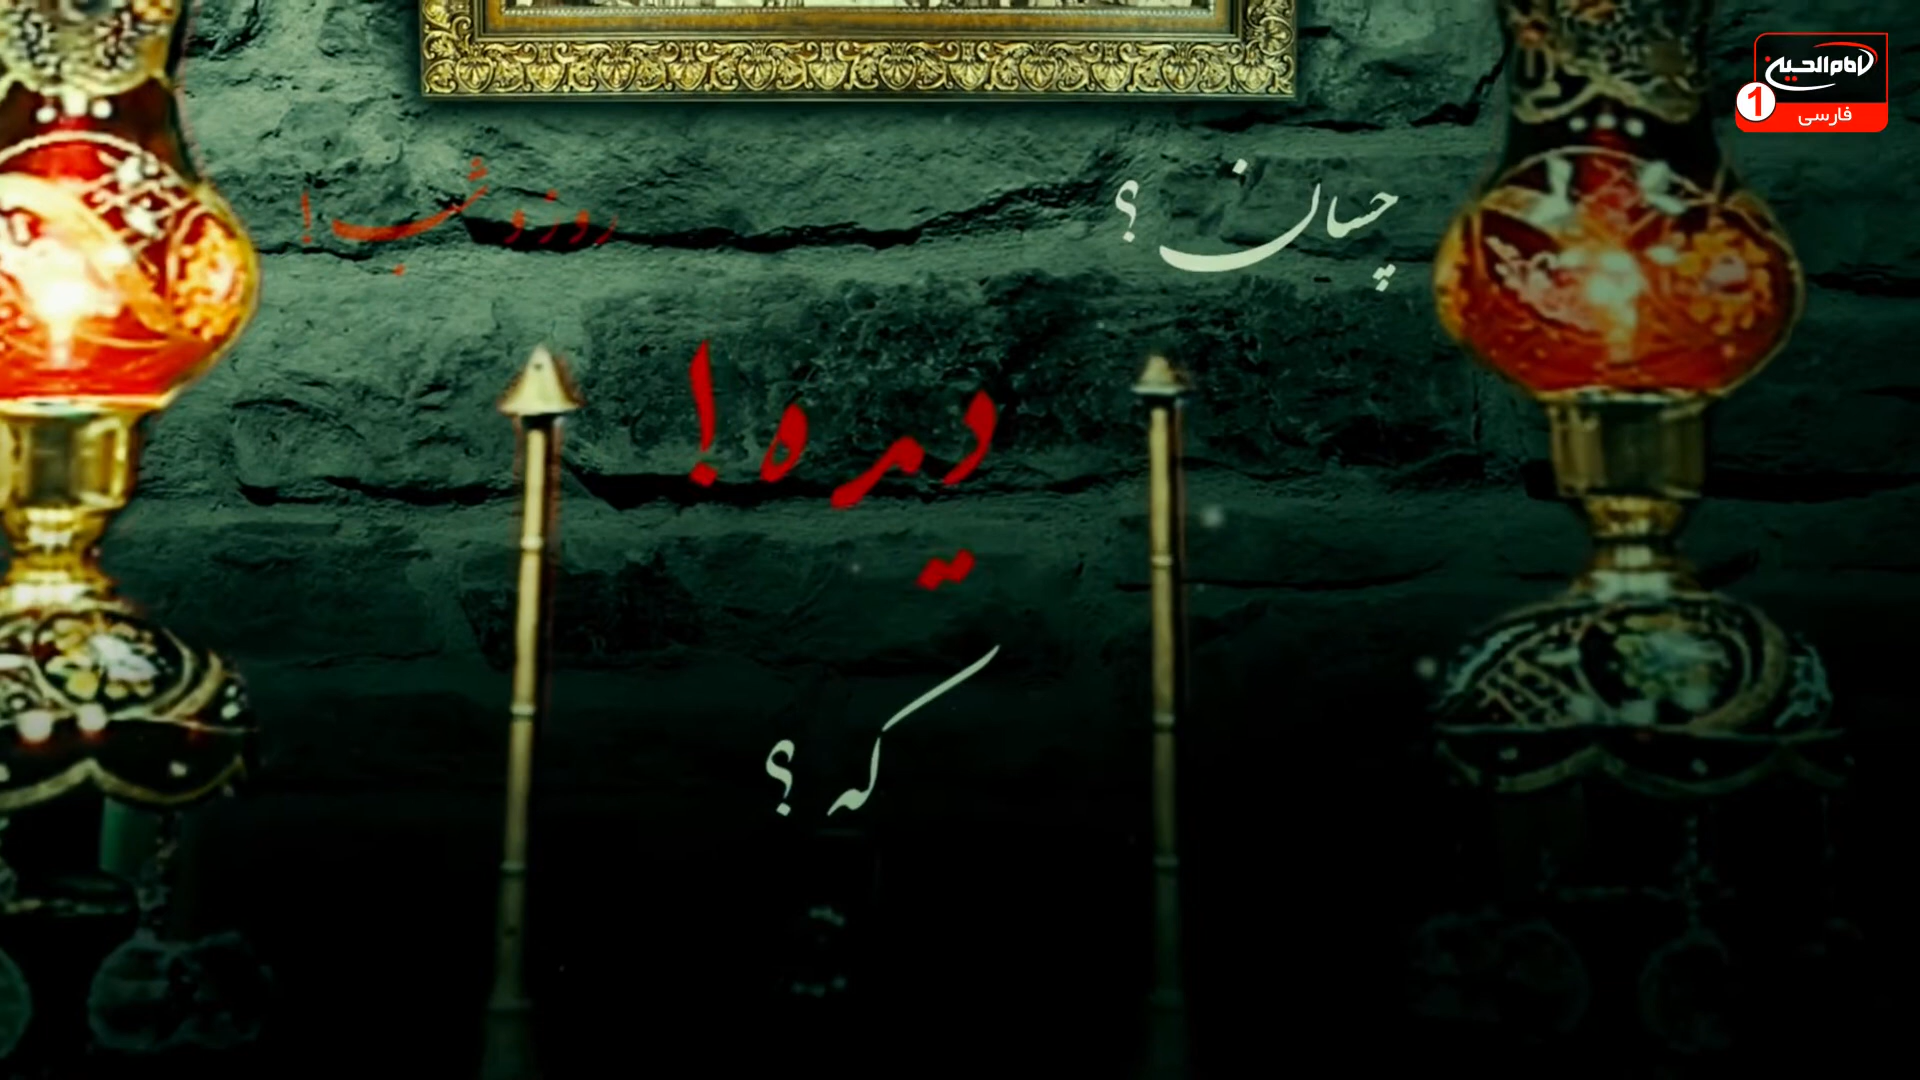 امام الحسین
1
فارسی
چسان ؟
روز و شب !
دیده !
که ؟